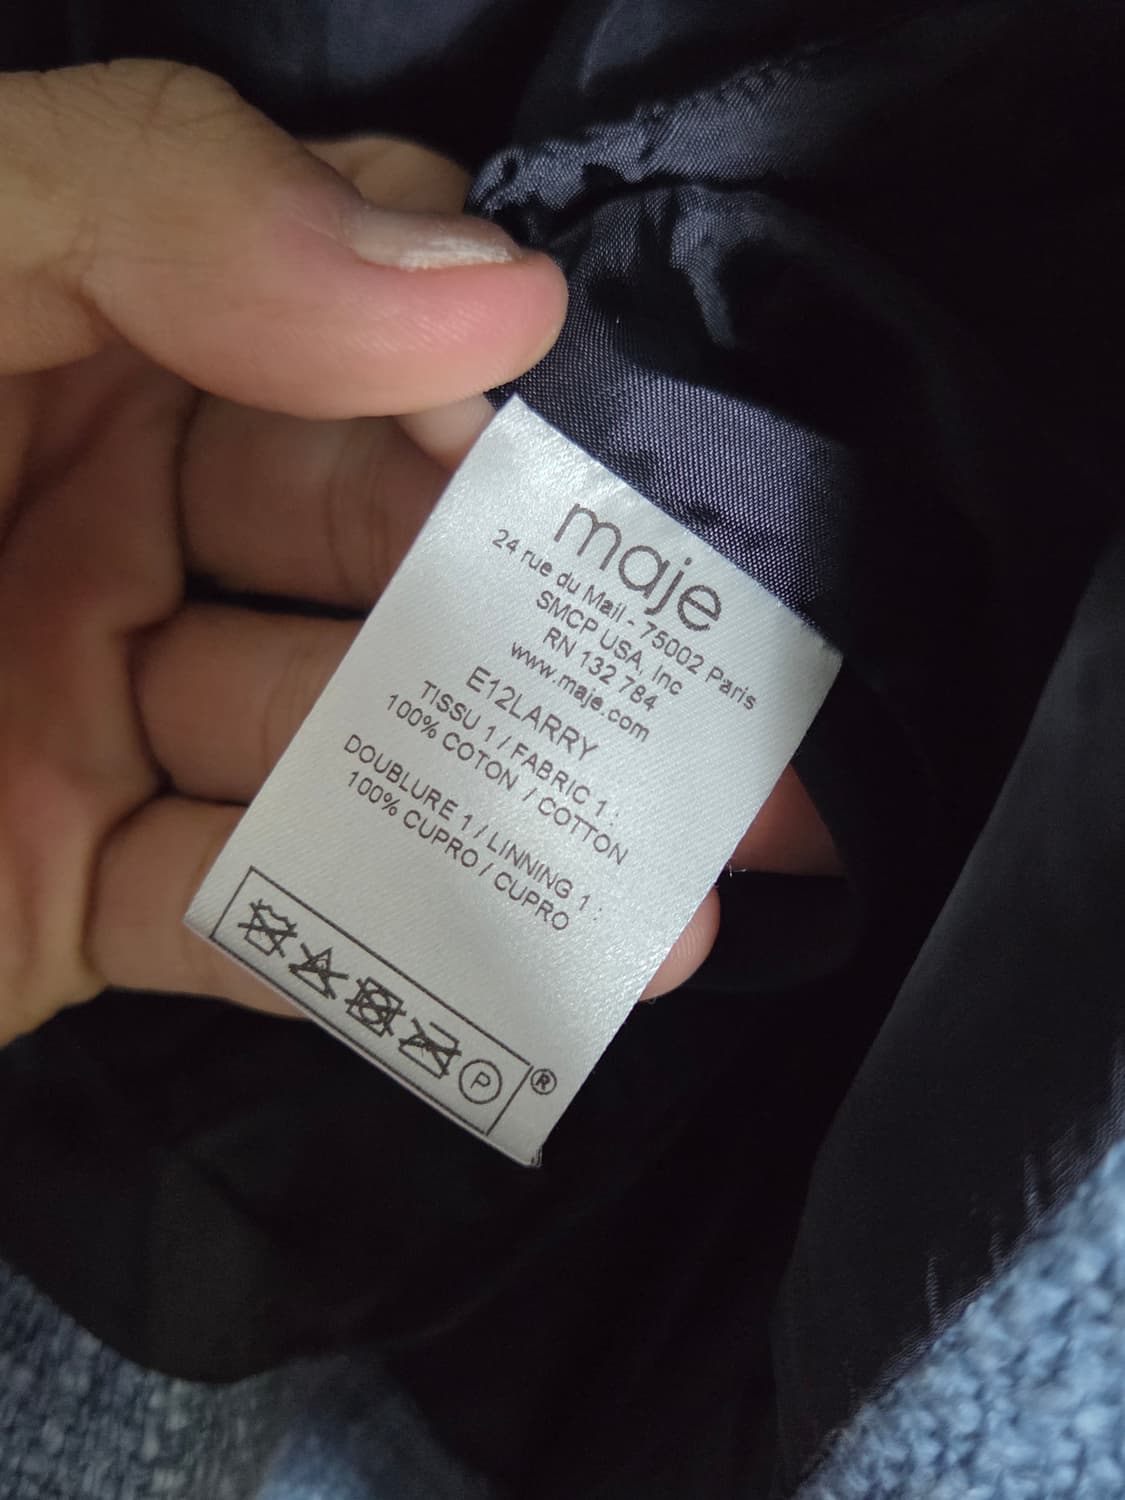 maje
24 rue du Mail - 75002 Paris
SMCP USA, Inc
RN 132 784
www.maje.com
E12LARRY
TISSU 1 / FABRIC 1 :
100% COTON / COTTON
DOUBLURE 1 / LINNING 1 :
100% CUPRO / CUPRO
P ®